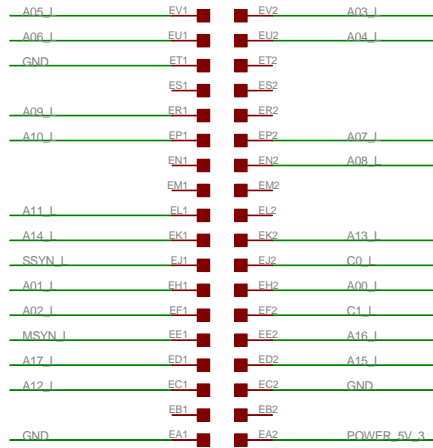 A05_L EV1 EV2 A03_L
A06_L EU1 EU2 A04_L
GND ET1 ET2
ES1 ES2
A09_L ER1 ER2
A10_L EP1 EP2 A07_L
EN1 EN2 A08_L
EM1 EM2
A11_L EL1 EL2
A14_L EK1 EK2 A13_L
SSYN_L EJ1 EJ2 C0_L
A01_L EH1 EH2 A00_L
A02_L EF1 EF2 C1_L
MSYN_L EE1 EE2 A16_L
A17_L ED1 ED2 A15_L
A12_L EC1 EC2 GND
EB1 EB2
GND EA1 EA2 POWER_5V_3